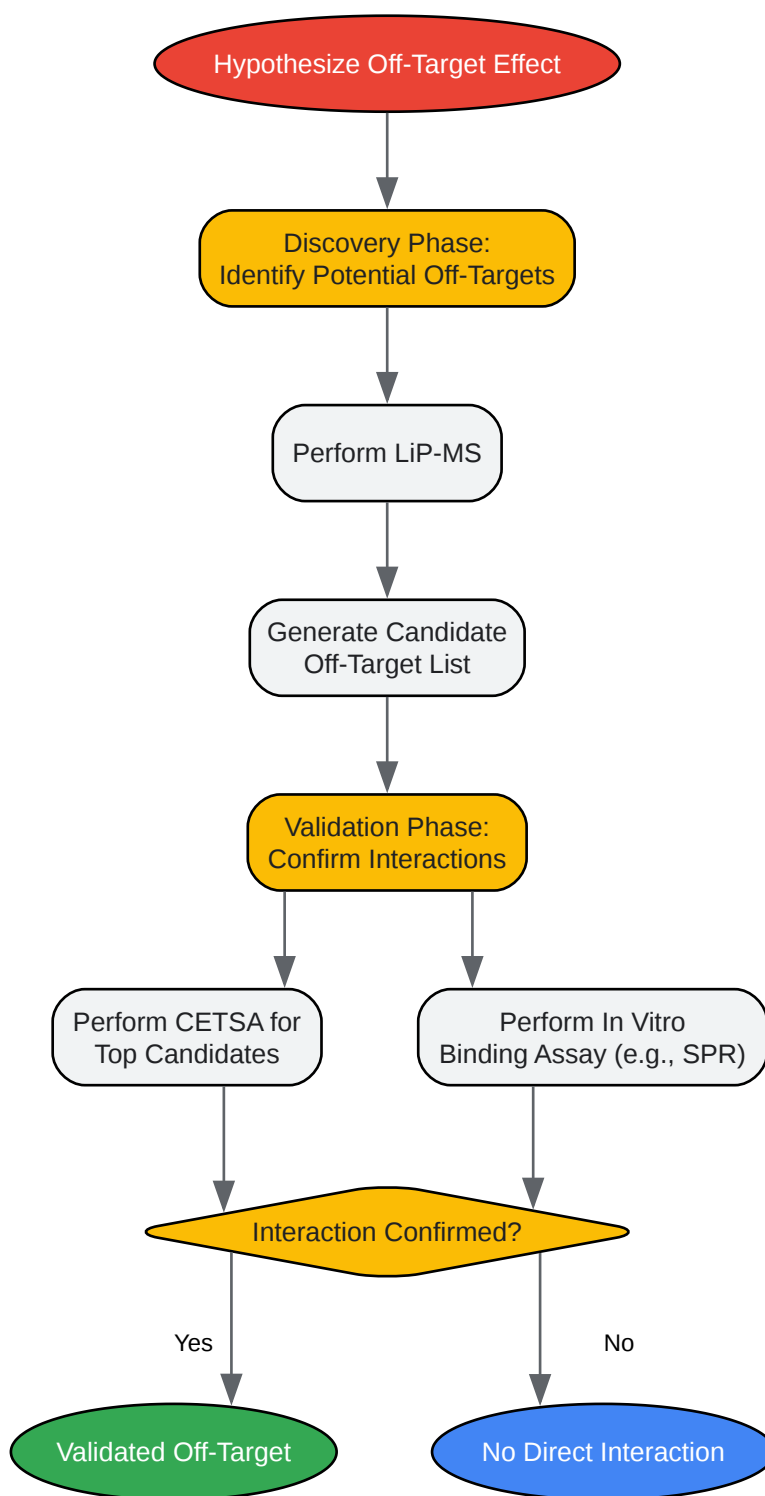 Hypothesize Off-Target Effect
Discovery Phase:
Identify Potential Off-Targets
Perform LiP-MS
Generate Candidate
Off-Target List
Validation Phase:
Confirm Interactions
Perform CETSA for
Top Candidates
Perform In Vitro
Binding Assay (e.g., SPR)
Interaction Confirmed?
Yes
No
Validated Off-Target
No Direct Interaction